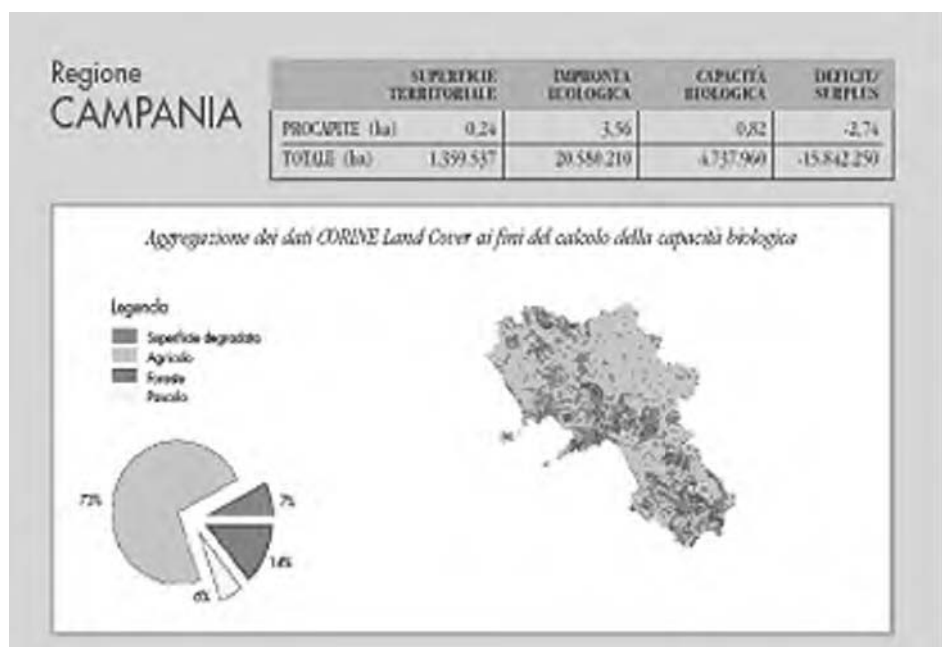 Regione
CAMPANIA
SUPERFICIE TERRITORIALE IMPRONTA ECOLOGICA CAPACITÀ BIOLOGICA DEFICIT/ SURPLUS
PROCAPITE (ha) 0,24 3,56 0,82 -2,74
TOTALE (ha) 1.359.537 20.580.210 4.737.960 -15.842.250
Aggregazione dei dati CORINE Land Cover ai fini del calcolo della capacità biologica
Legenda
Superficie degradata
Agricolo
Foreste
Pascolo
7%
14%
6%